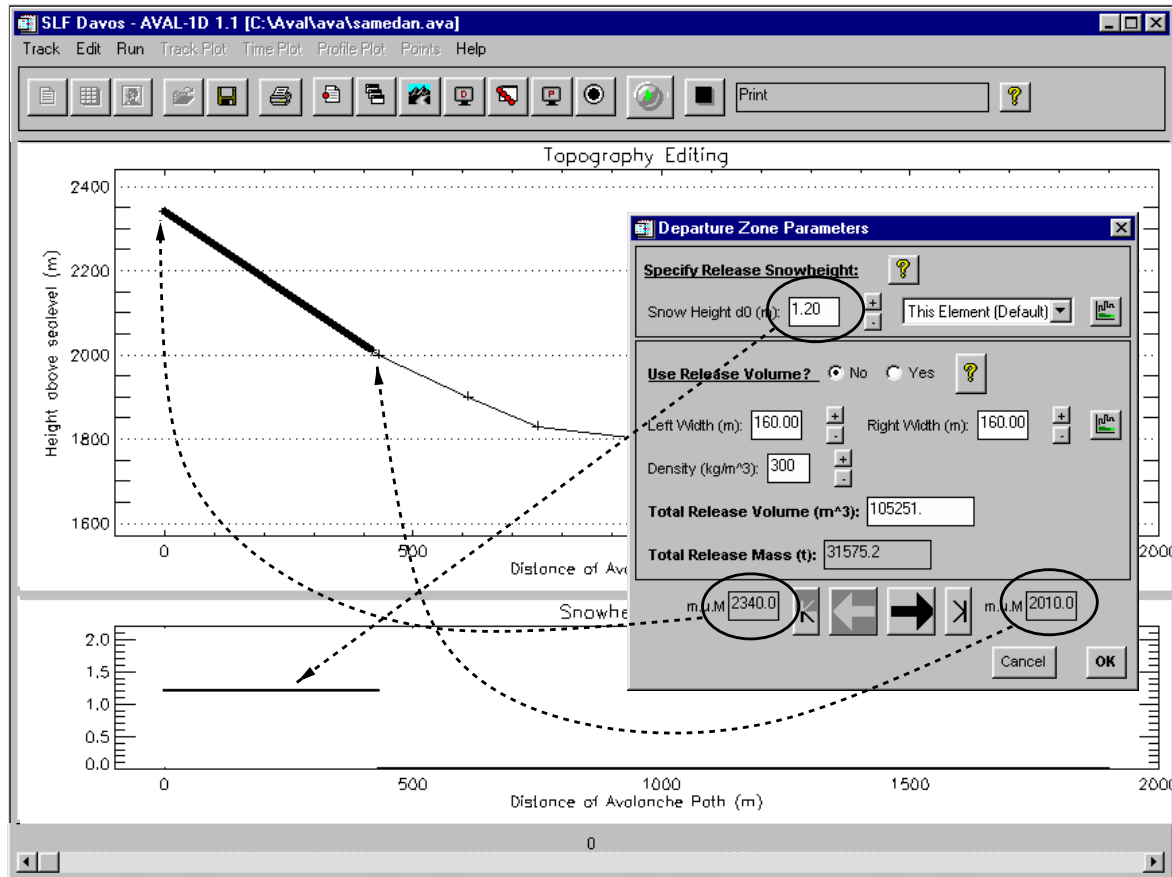 SLF Davos - AVAL-1D 1.1 [C:\Aval\ava\samedan.ava]
Track Edit Run Track Plot Time Plot Profile Plot Points Help
D P Print ?
Topography Editing
2400
2200
2000
1800
1600
Height above sealevel (m)
0 500 2000
Distance of Ava
Departure Zone Parameters
Specify Release Snowheight: ?
Snow Height d0 (m): 1.20 + - This Element (Default)
Use Release Volume? No Yes ?
Left Width (m): 160.00 + - Right Width (m): 160.00 + -
Density (kg/m^3): 300 + -
Total Release Volume (m^3): 105251.
Total Release Mass (t): 31575.2
m.u.M 2340.0 m.u.M 2010.0
Cancel OK
Snowhe
2.0
1.5
1.0
0.5
0.0
0 500 1000 1500 2000
Distance of Avalanche Path (m)
0